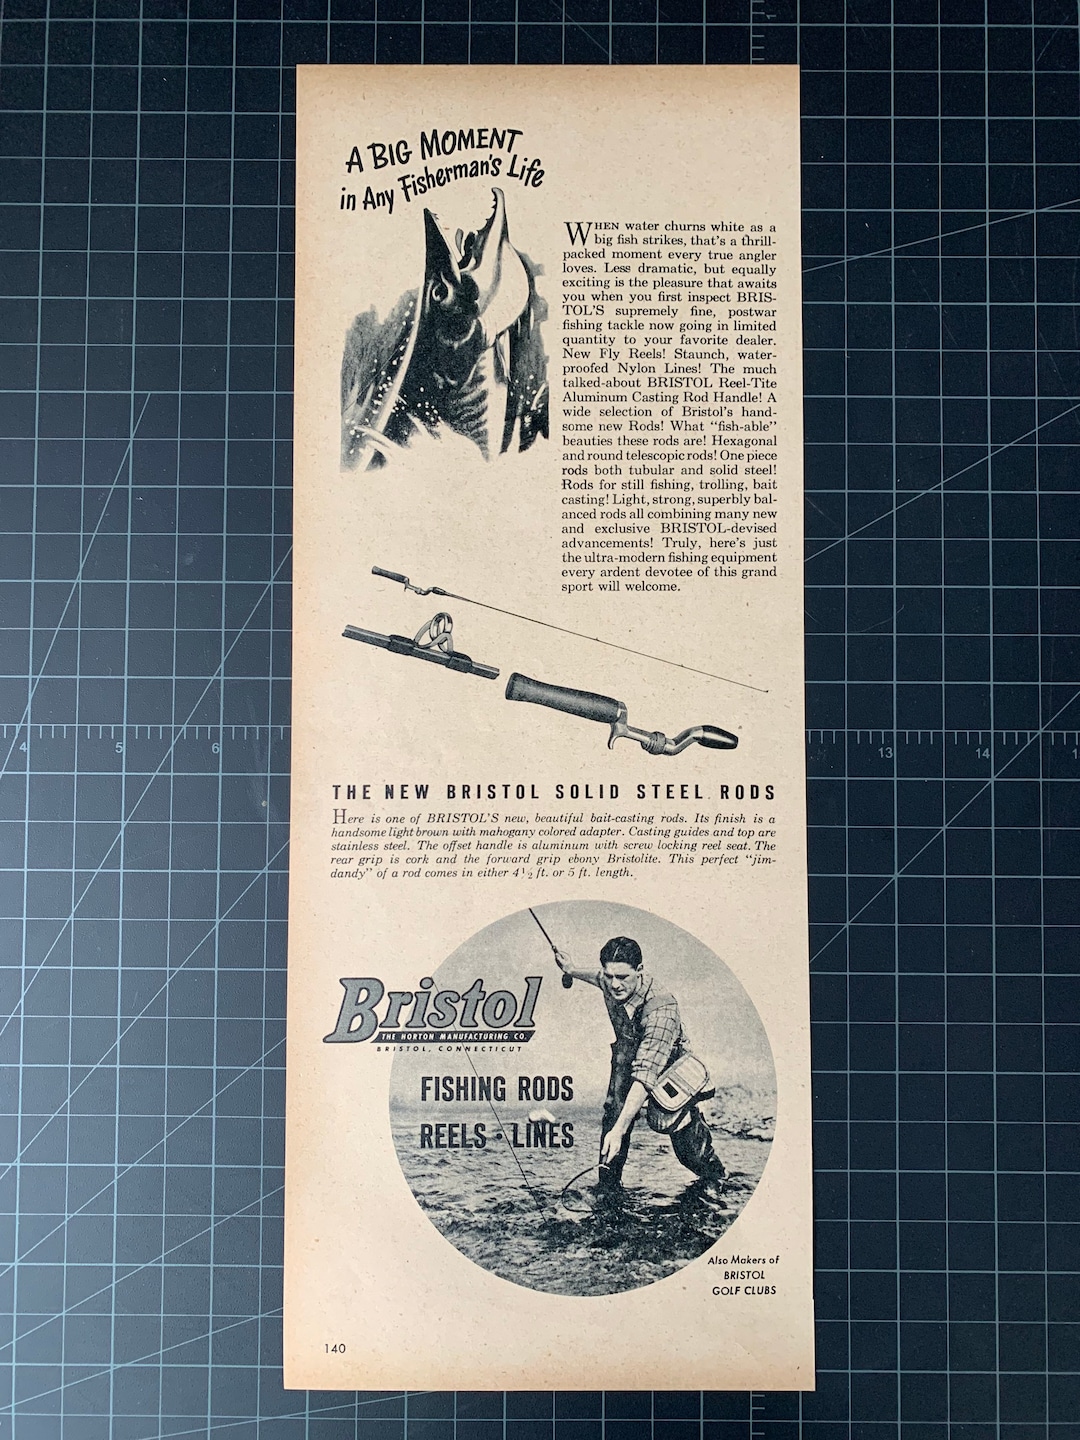 A BIG MOMENT
in Any Fisherman's Life
WHEN water churns white as a
big fish strikes, that's a thrill-
packed moment every true angler
loves. Less dramatic, but equally
exciting is the pleasure that awaits
you when you first inspect BRIS-
TOL'S supremely fine, postwar
fishing tackle now going in limited
quantity to your favorite dealer.
New Fly Reels! Staunch, water-
proofed Nylon Lines! The much
talked-about BRISTOL Reel-Tite
Aluminum Casting Rod Handle! A
wide selection of Bristol's hand-
some new Rods! What "fish-able"
beauties these rods are! Hexagonal
and round telescopic rods! One piece
rods both tubular and solid steel!
Rods for still fishing, trolling, bait
casting! Light, strong, superbly bal-
anced rods all combining many new
and exclusive BRISTOL-devised
advancements! Truly, here's just
the ultra-modern fishing equipment
every ardent devotee of this grand
sport will welcome.
THE NEW BRISTOL SOLID STEEL RODS
Here is one of BRISTOL'S new, beautiful bait-casting rods. Its finish is a
handsome light brown with mahogany colored adapter. Casting guides and top are
stainless steel. The offset handle is aluminum with screw locking reel seat. The
rear grip is cork and the forward grip ebony Bristolite. This perfect "jim-
dandy" of a rod comes in either 4½ ft. or 5 ft. length.
Bristol
THE HORTON MANUFACTURING CO.
BRISTOL, CONNECTICUT
FISHING RODS
REELS · LINES
Also Makers of
BRISTOL
GOLF CLUBS
140
1
4 5 6 13 14